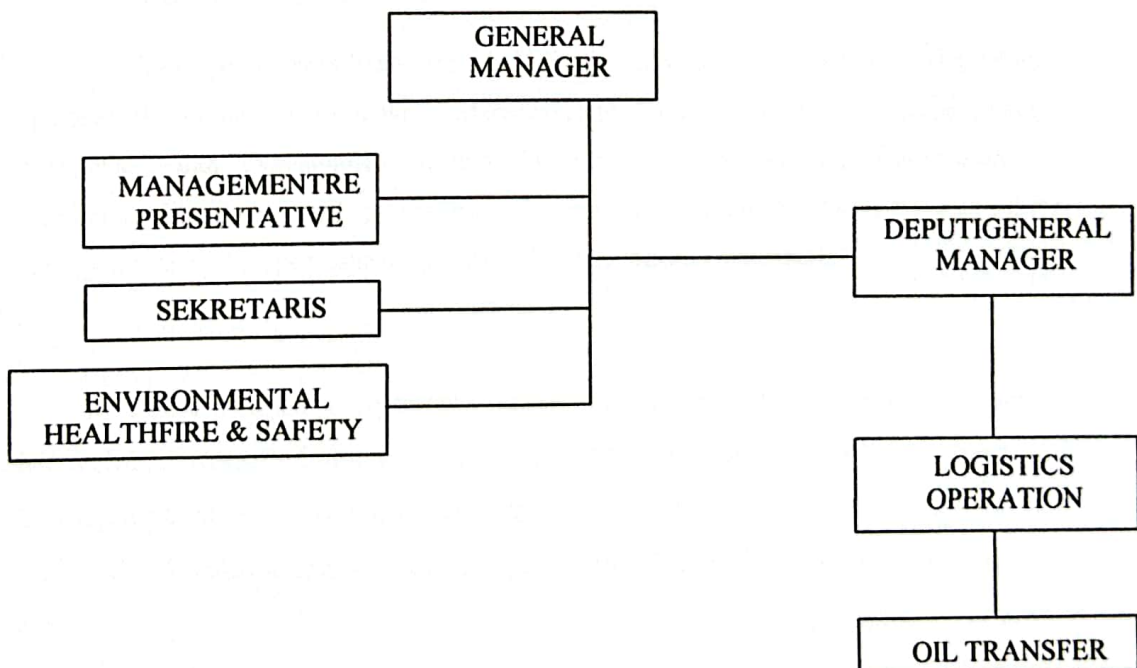 GENERAL
MANAGER
MANAGEMENTRE
PRESENTATIVE
DEPUTIGENERAL
MANAGER
SEKRETARIS
ENVIRONMENTAL
HEALTHFIRE & SAFETY
LOGISTICS
OPERATION
OIL TRANSFER